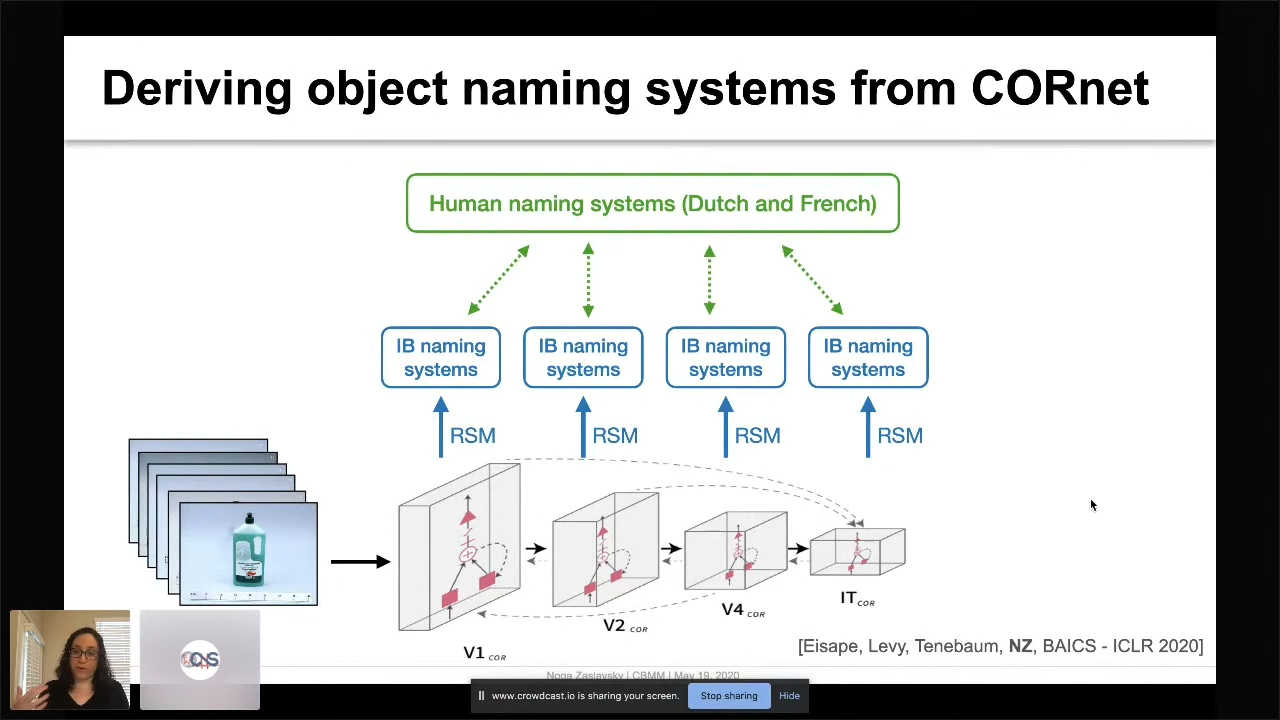 Deriving object naming systems from CORnet
Human naming systems (Dutch and French)
IB naming
systems
IB naming
systems
IB naming
systems
IB naming
systems
RSM
RSM
RSM
RSM
V1 COR
V2 COR
V4 COR
IT COR
[Eisape, Levy, Tenebaum, NZ, BAICS - ICLR 2020]
Noga Zaslavsky | CBMM | May 19, 2020
www.crowdcast.io is sharing your screen.
Stop sharing
Hide